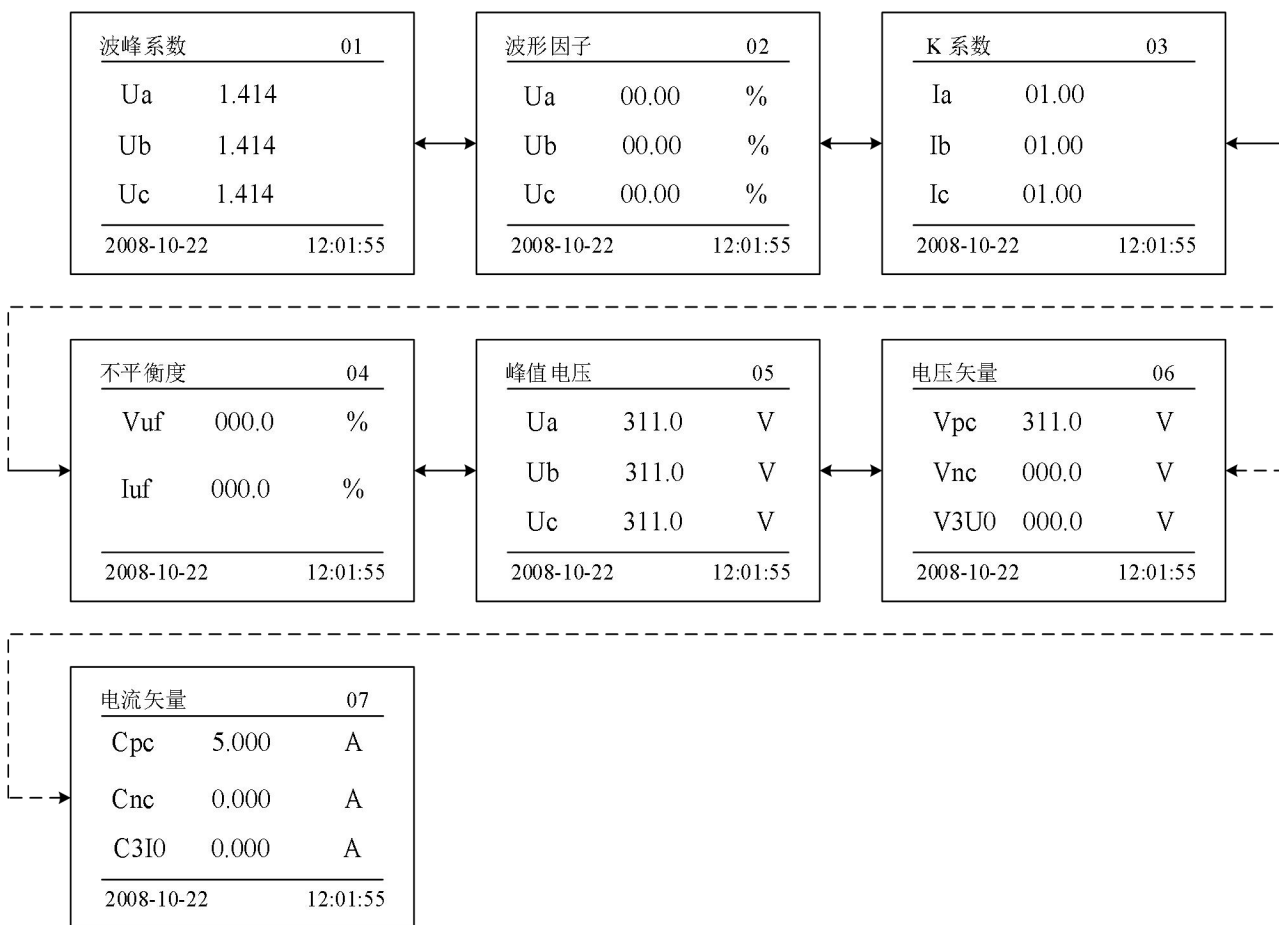 波峰系数 01
Ua 1.414
Ub 1.414
Uc 1.414
2008-10-22 12:01:55
波形因子 02
Ua 00.00 %
Ub 00.00 %
Uc 00.00 %
2008-10-22 12:01:55
K 系数 03
Ia 01.00
Ib 01.00
Ic 01.00
2008-10-22 12:01:55
不平衡度 04
Vuf 000.0 %
Iuf 000.0 %
2008-10-22 12:01:55
峰值电压 05
Ua 311.0 V
Ub 311.0 V
Uc 311.0 V
2008-10-22 12:01:55
电压矢量 06
Vpc 311.0 V
Vnc 000.0 V
V3U0 000.0 V
2008-10-22 12:01:55
电流矢量 07
Cpc 5.000 A
Cnc 0.000 A
C3I0 0.000 A
2008-10-22 12:01:55